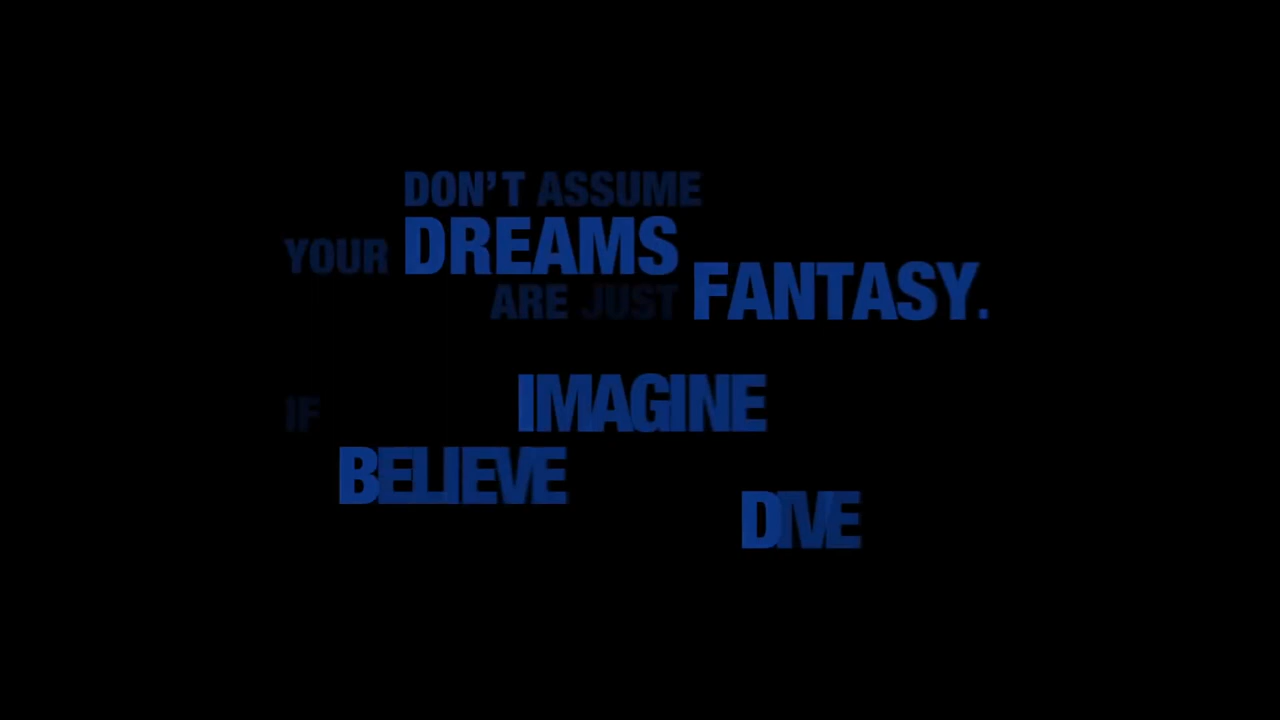 DON'T ASSUME
YOUR DREAMS
ARE JUST FANTASY.
IF IMAGINE
BELIEVE
DIVE